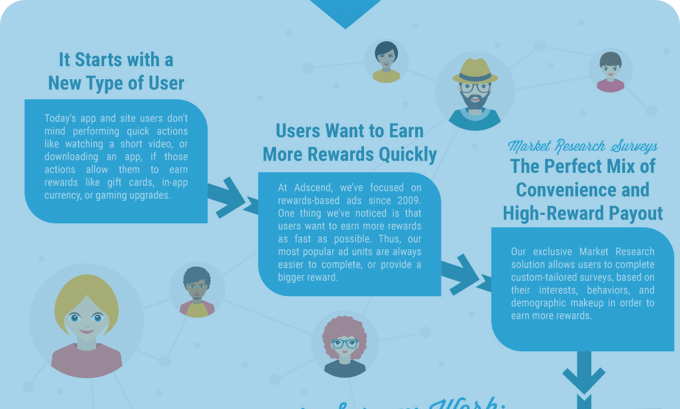 It Starts with a
New Type of User
Today's app and site users don't
mind performing quick actions
like watching a short video, or
downloading an app, if those
actions allow them to earn
rewards like gift cards, in-app
currency, or gaming upgrades.
Users Want to Earn
More Rewards Quickly
At Adscend, we've focused on
rewards-based ads since 2009.
One thing we've noticed is that
users want to earn more rewards
as fast as possible. Thus, our
most popular ad units are always
easier to complete, or provide a
bigger reward.
Market Research Surveys
The Perfect Mix of
Convenience and
High-Reward Payout
Our exclusive Market Research
solution allows users to complete
custom-tailored surveys, based on
their interests, behaviors, and
demographic makeup in order to
earn more rewards.
Work: